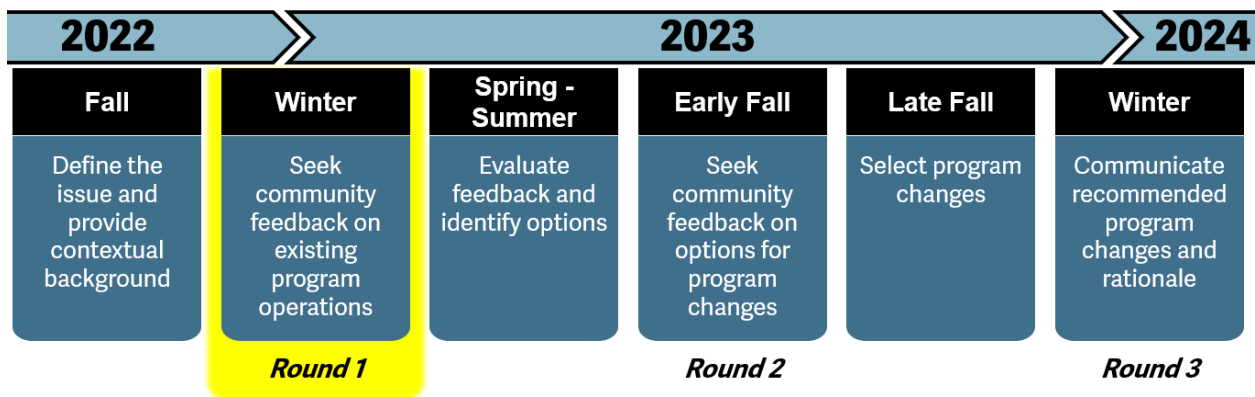 2022
2023
2024
Fall
Define the
issue and
provide
contextual
background
Winter
Seek
community
feedback on
existing
program
operations
Round 1
Spring -
Summer
Evaluate
feedback and
identify options
Early Fall
Seek
community
feedback on
options for
program
changes
Round 2
Late Fall
Select program
changes
Winter
Communicate
recommended
program
changes and
rationale
Round 3